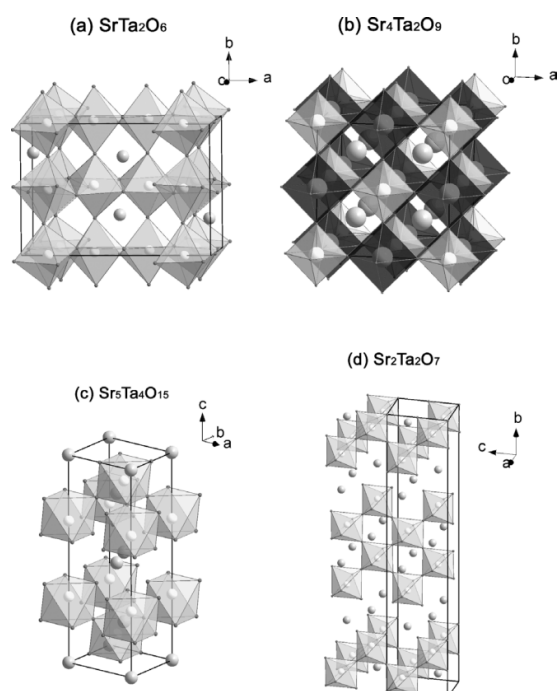 (a) SrTa₂O₆
(b) Sr₄Ta₂O₉
b
c
a
b
c
a
(c) Sr₅Ta₄O₁₅
(d) Sr₂Ta₂O₇
c
b
a
b
c
a